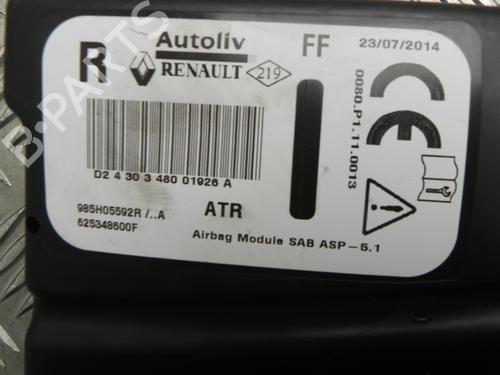 B-PARTS
R
Autoliv
FF
23/07/2014
RENAULT
219
CE
0080.P1.11.0013
D2 4 30 3 480 01926 A
985H05592R /..A
ATR
625348600F
Airbag Module SAB ASP-5.1